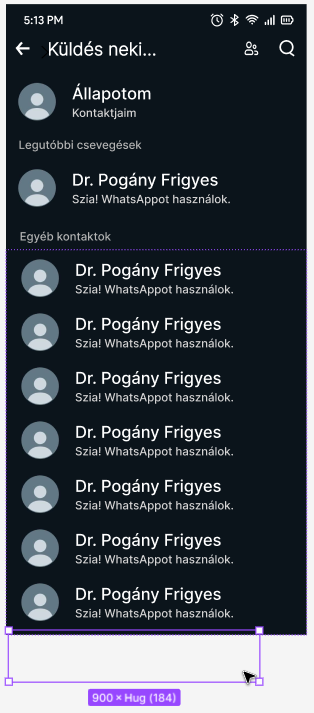 5:13 PM
Küldés neki...
Állapotom
Kontaktjaim
Legutóbbi csevegések
Dr. Pogány Frigyes
Szia! WhatsAppot használok.
Egyéb kontaktok
Dr. Pogány Frigyes
Szia! WhatsAppot használok.
Dr. Pogány Frigyes
Szia! WhatsAppot használok.
Dr. Pogány Frigyes
Szia! WhatsAppot használok.
Dr. Pogány Frigyes
Szia! WhatsAppot használok.
Dr. Pogány Frigyes
Szia! WhatsAppot használok.
Dr. Pogány Frigyes
Szia! WhatsAppot használok.
Dr. Pogány Frigyes
Szia! WhatsAppot használok.
900 × Hug (184)